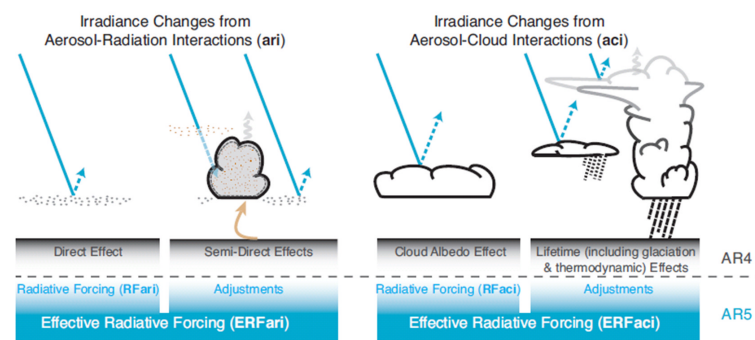 Irradiance Changes from
Aerosol-Radiation Interactions (ari)
Irradiance Changes from
Aerosol-Cloud Interactions (aci)
Direct Effect
Semi-Direct Effects
Cloud Albedo Effect
Lifetime (including glaciation
& thermodynamic) Effects
AR4
Radiative Forcing (RFari)
Adjustments
Radiative Forcing (RFaci)
Adjustments
AR5
Effective Radiative Forcing (ERFari)
Effective Radiative Forcing (ERFaci)